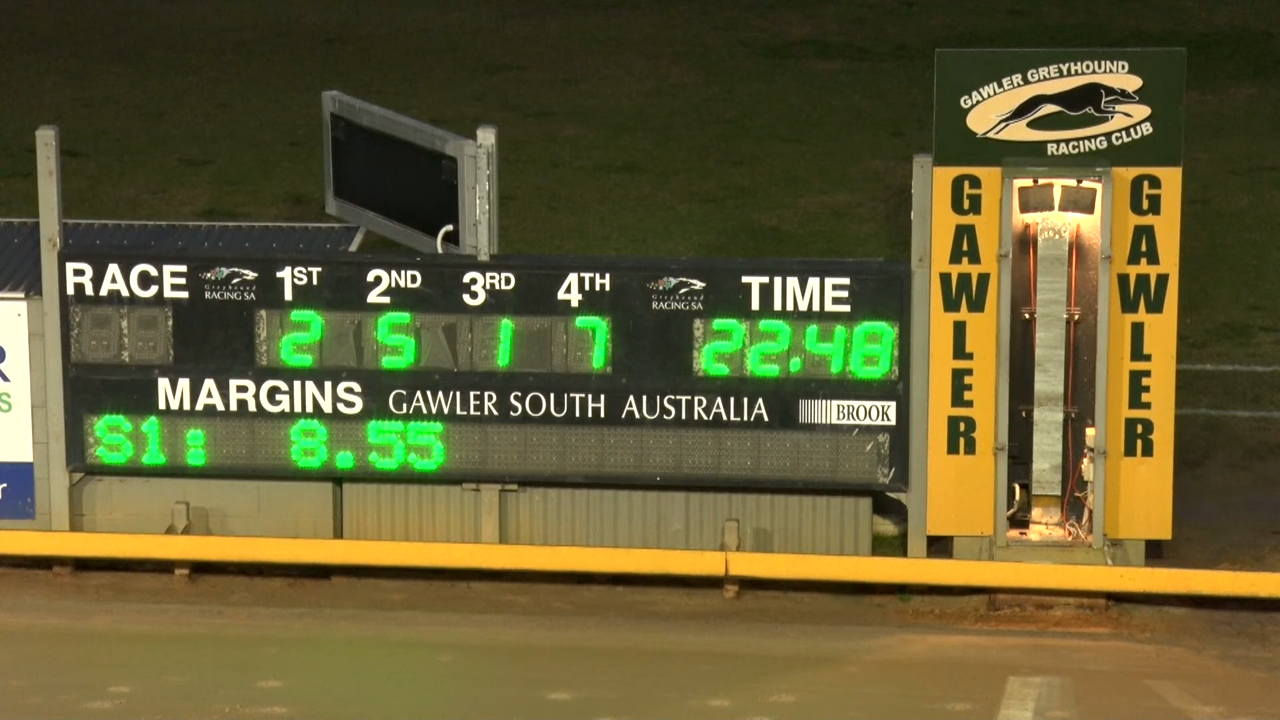 GAWLER GREYHOUND
RACING CLUB
GAWLER
GAWLER
RACE
Greyhound
RACING SA
1ST 2ND 3RD 4TH
Greyhound
RACING SA
TIME
2 5 1 7 22.48
MARGINS GAWLER SOUTH AUSTRALIA BROOK
S1: 8.55
R
S
r